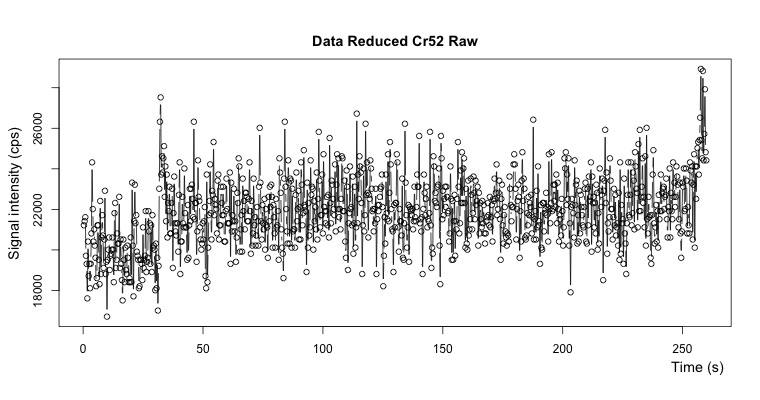 Data Reduced Cr52 Raw
Signal intensity (cps)
26000
22000
18000
0 50 100 150 200 250
Time (s)